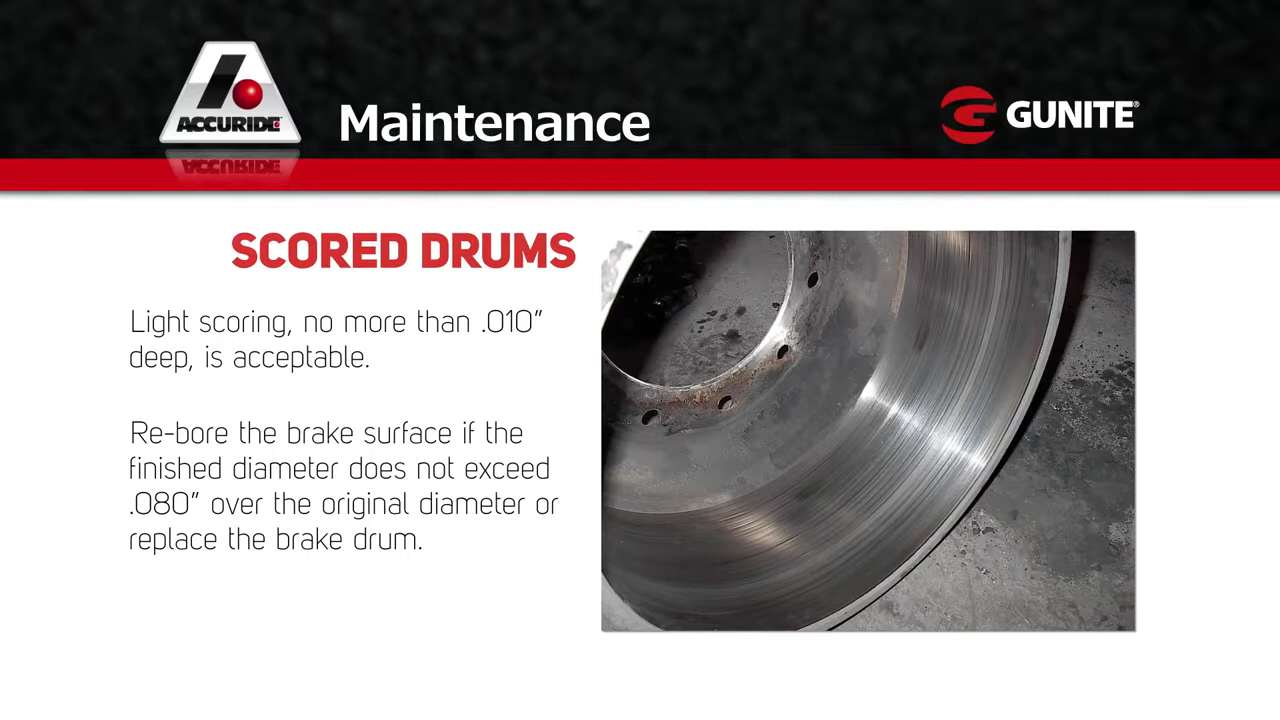 ACCURIDE
Maintenance
GUNITE®
SCORED DRUMS
Light scoring, no more than .010”
deep, is acceptable.
Re-bore the brake surface if the
finished diameter does not exceed
.080” over the original diameter or
replace the brake drum.